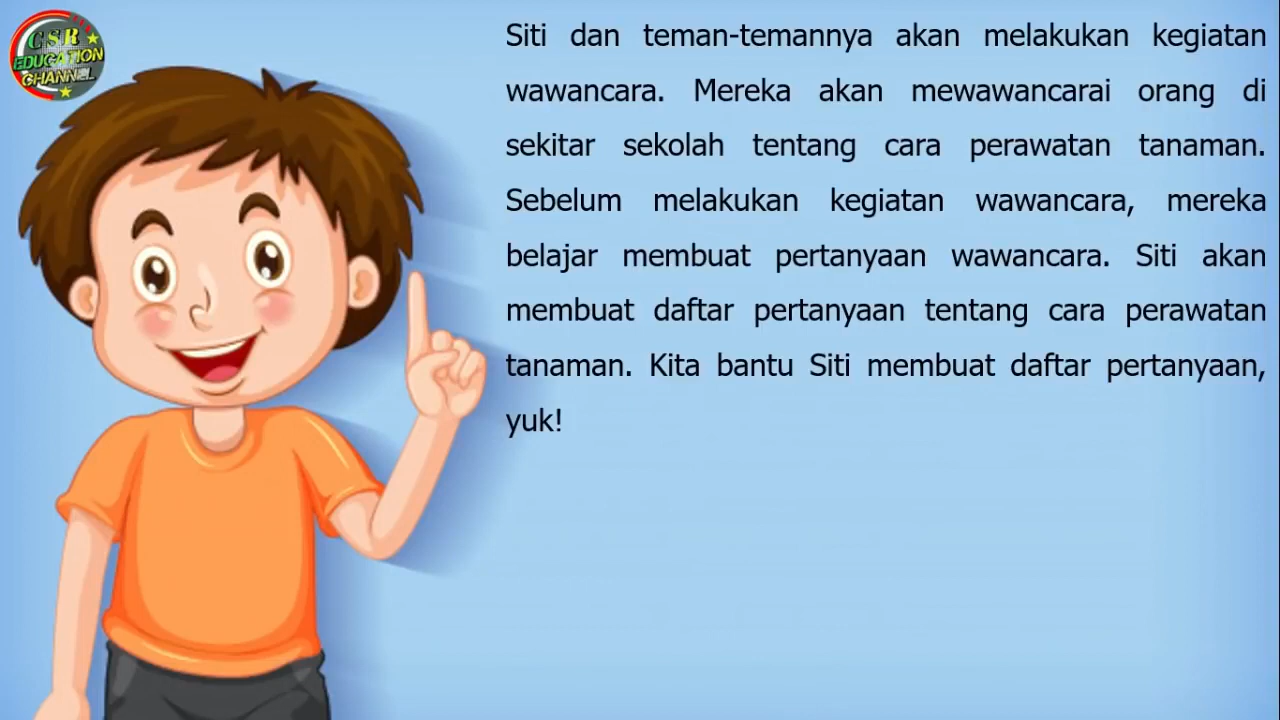 GSR
EDUCATION
CHANNEL
Siti dan teman-temannya akan melakukan kegiatan
wawancara. Mereka akan mewawancarai orang di
sekitar sekolah tentang cara perawatan tanaman.
Sebelum melakukan kegiatan wawancara, mereka
belajar membuat pertanyaan wawancara. Siti akan
membuat daftar pertanyaan tentang cara perawatan
tanaman. Kita bantu Siti membuat daftar pertanyaan,
yuk!